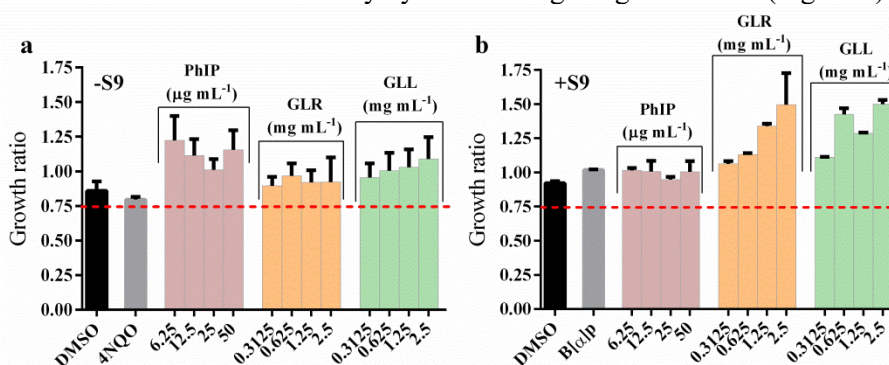 a
-S9
PhIP
(µg mL⁻¹)
GLR
(mg mL⁻¹)
GLL
(mg mL⁻¹)
Growth ratio
1.75
1.50
1.25
1.00
0.75
0.50
0.25
0.00
DMSO
4NQO
6.25
12.5
25
50
0.3125
0.625
1.25
2.5
0.3125
0.625
1.25
2.5
b
+S9
PhIP
(µg mL⁻¹)
GLR
(mg mL⁻¹)
GLL
(mg mL⁻¹)
Growth ratio
1.75
1.50
1.25
1.00
0.75
0.50
0.25
0.00
DMSO
B[α]p
6.25
12.5
25
50
0.3125
0.625
1.25
2.5
0.3125
0.625
1.25
2.5